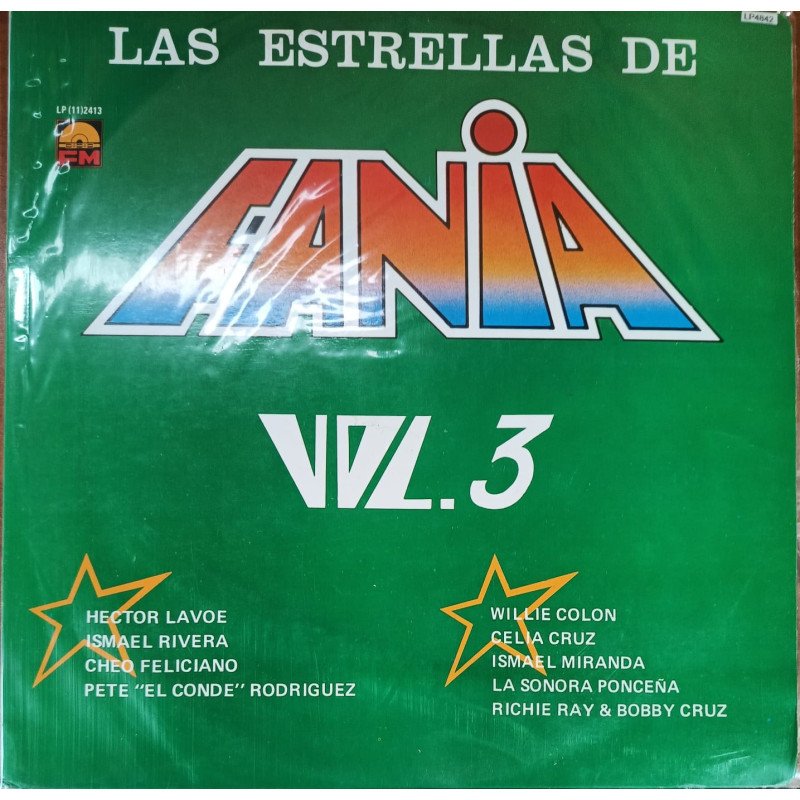 LP4642
LAS ESTRELLAS DE
LP (11)2413
FM
FANIA
VOL. 3
HECTOR LAVOE
ISMAEL RIVERA
CHEO FELICIANO
PETE "EL CONDE" RODRIGUEZ
WILLIE COLON
CELIA CRUZ
ISMAEL MIRANDA
LA SONORA PONCEÑA
RICHIE RAY & BOBBY CRUZ